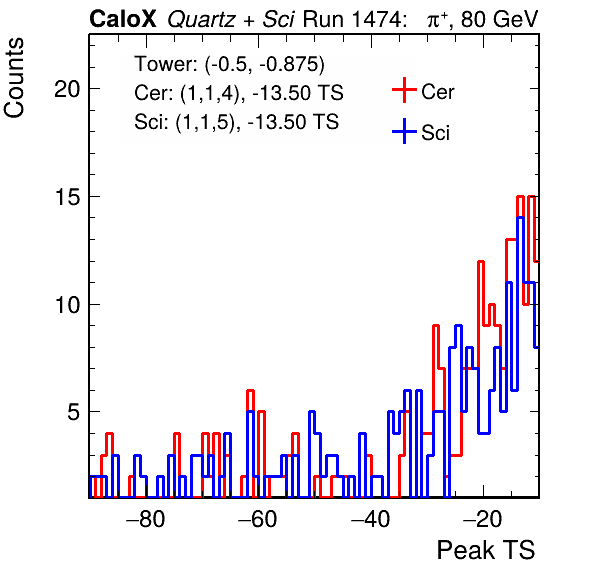 CaloX Quartz + Sci Run 1474: π⁺, 80 GeV
Counts
Tower: (-0.5, -0.875)
Cer: (1,1,4), -13.50 TS
Sci: (1,1,5), -13.50 TS
Cer
Sci
20
15
10
5
−80 −60 −40 −20
Peak TS